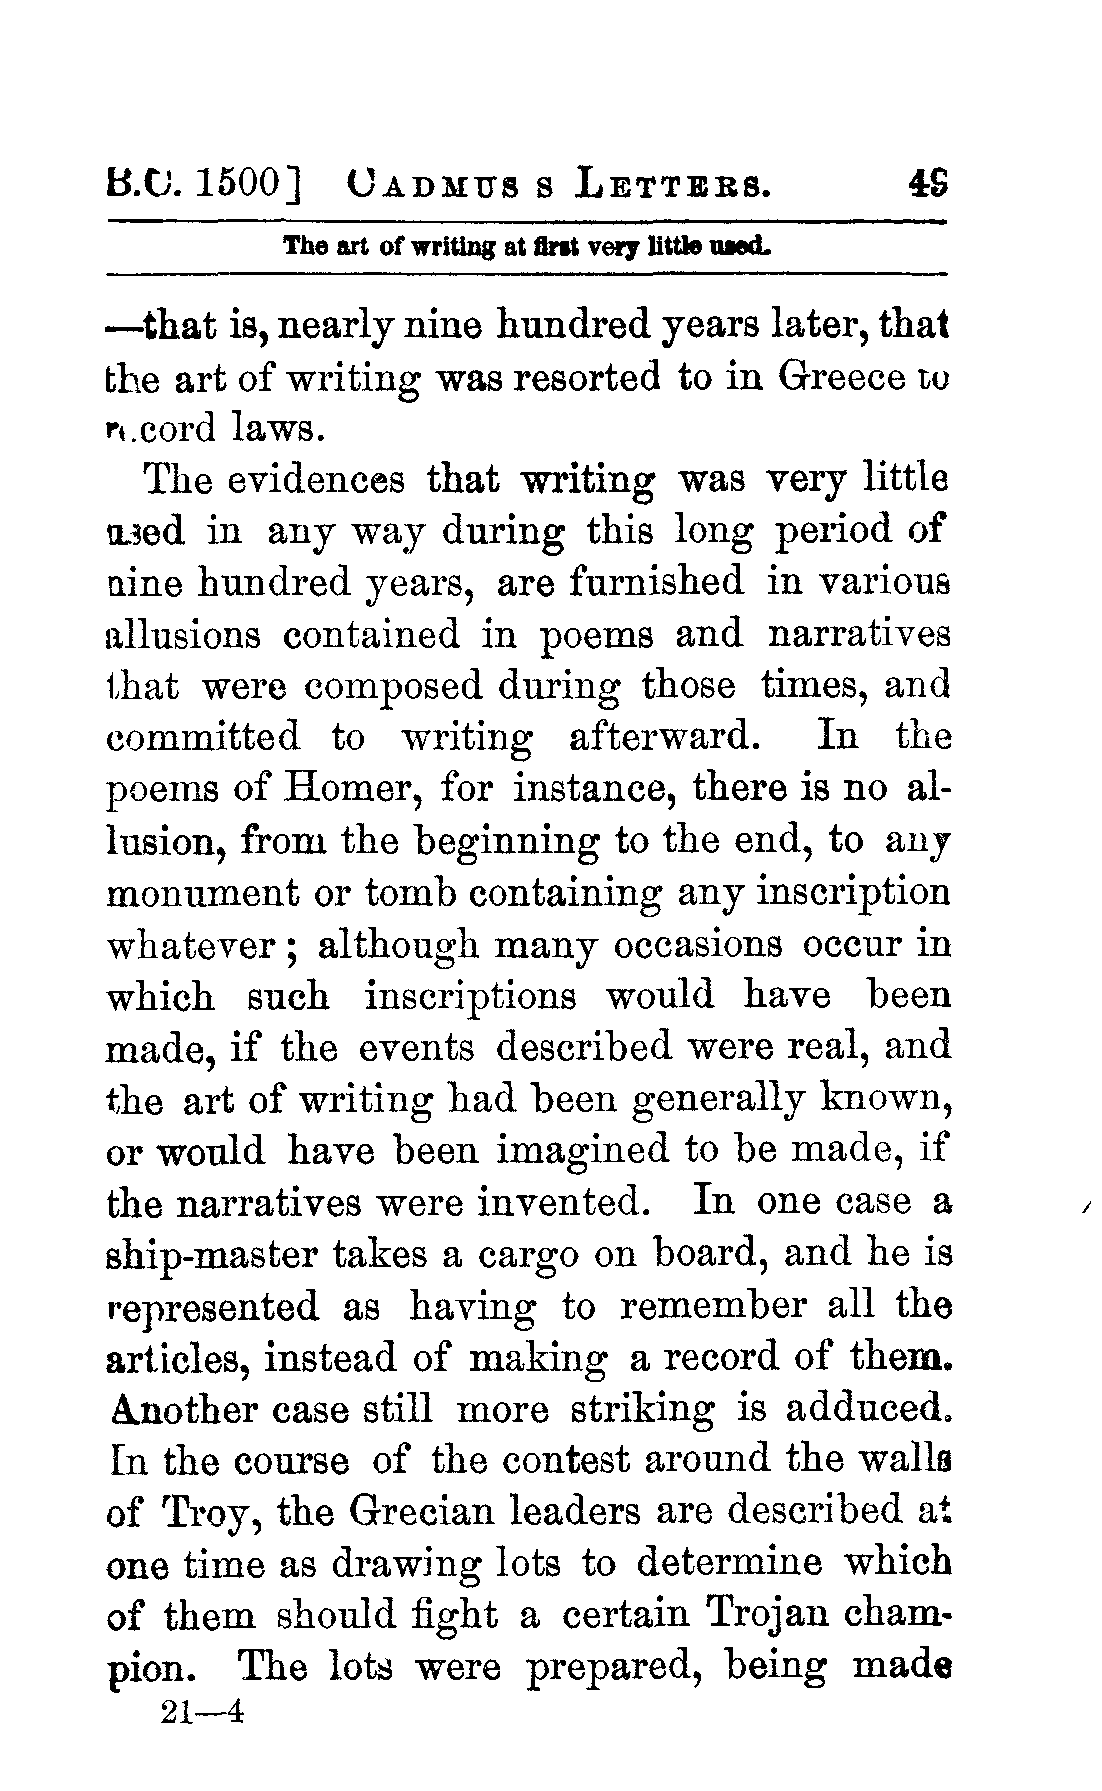 B.C. 1500] CADMUS S LETTERS. 49
The art of writing at first very little used.
—that is, nearly nine hundred years later, that
the art of writing was resorted to in Greece to
record laws.
The evidences that writing was very little
used in any way during this long period of
nine hundred years, are furnished in various
allusions contained in poems and narratives
that were composed during those times, and
committed to writing afterward. In the
poems of Homer, for instance, there is no al-
lusion, from the beginning to the end, to any
monument or tomb containing any inscription
whatever; although many occasions occur in
which such inscriptions would have been
made, if the events described were real, and
the art of writing had been generally known,
or would have been imagined to be made, if
the narratives were invented. In one case a
ship-master takes a cargo on board, and he is
represented as having to remember all the
articles, instead of making a record of them.
Another case still more striking is adduced.
In the course of the contest around the walls
of Troy, the Grecian leaders are described at
one time as drawing lots to determine which
of them should fight a certain Trojan cham-
pion. The lots were prepared, being made
21—4